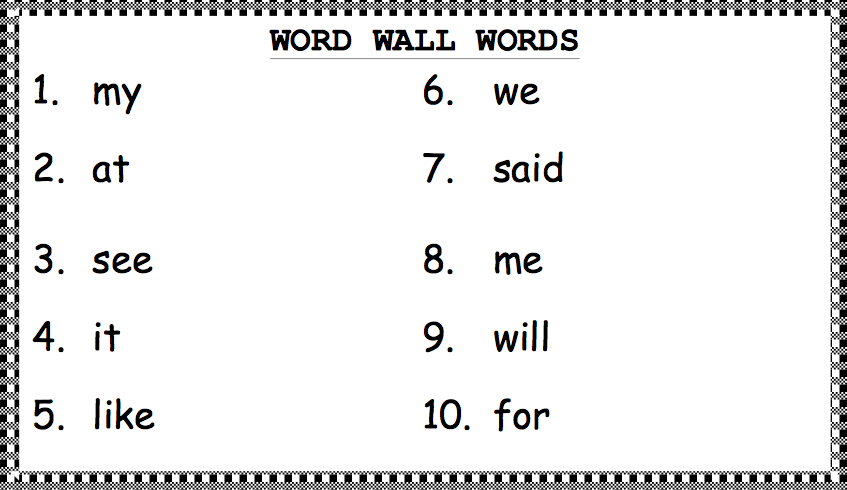 WORD WALL WORDS
1. my
2. at
3. see
4. it
5. like
6. we
7. said
8. me
9. will
10. for